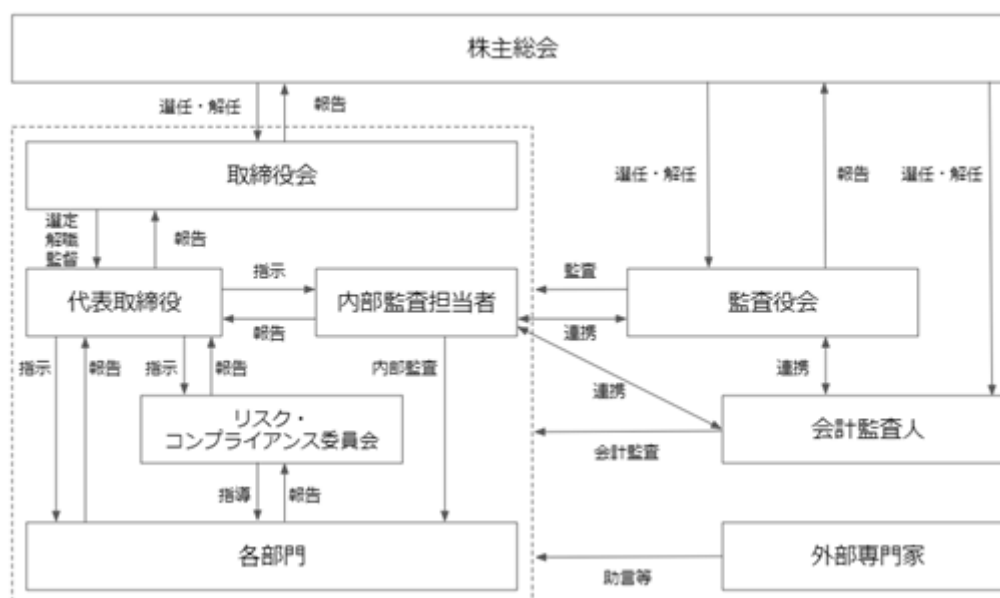 株主総会
選任・解任
報告
取締役会
選任・解任
報告
選任・解任
選定
解職
監督
報告
代表取締役
指示
報告
内部監査担当者
監査
連携
監査役会
指示
報告
指示
報告
内部監査
連携
連携
リスク・
コンプライアンス委員会
会計監査人
会計監査
指導
報告
各部門
外部専門家
助言等